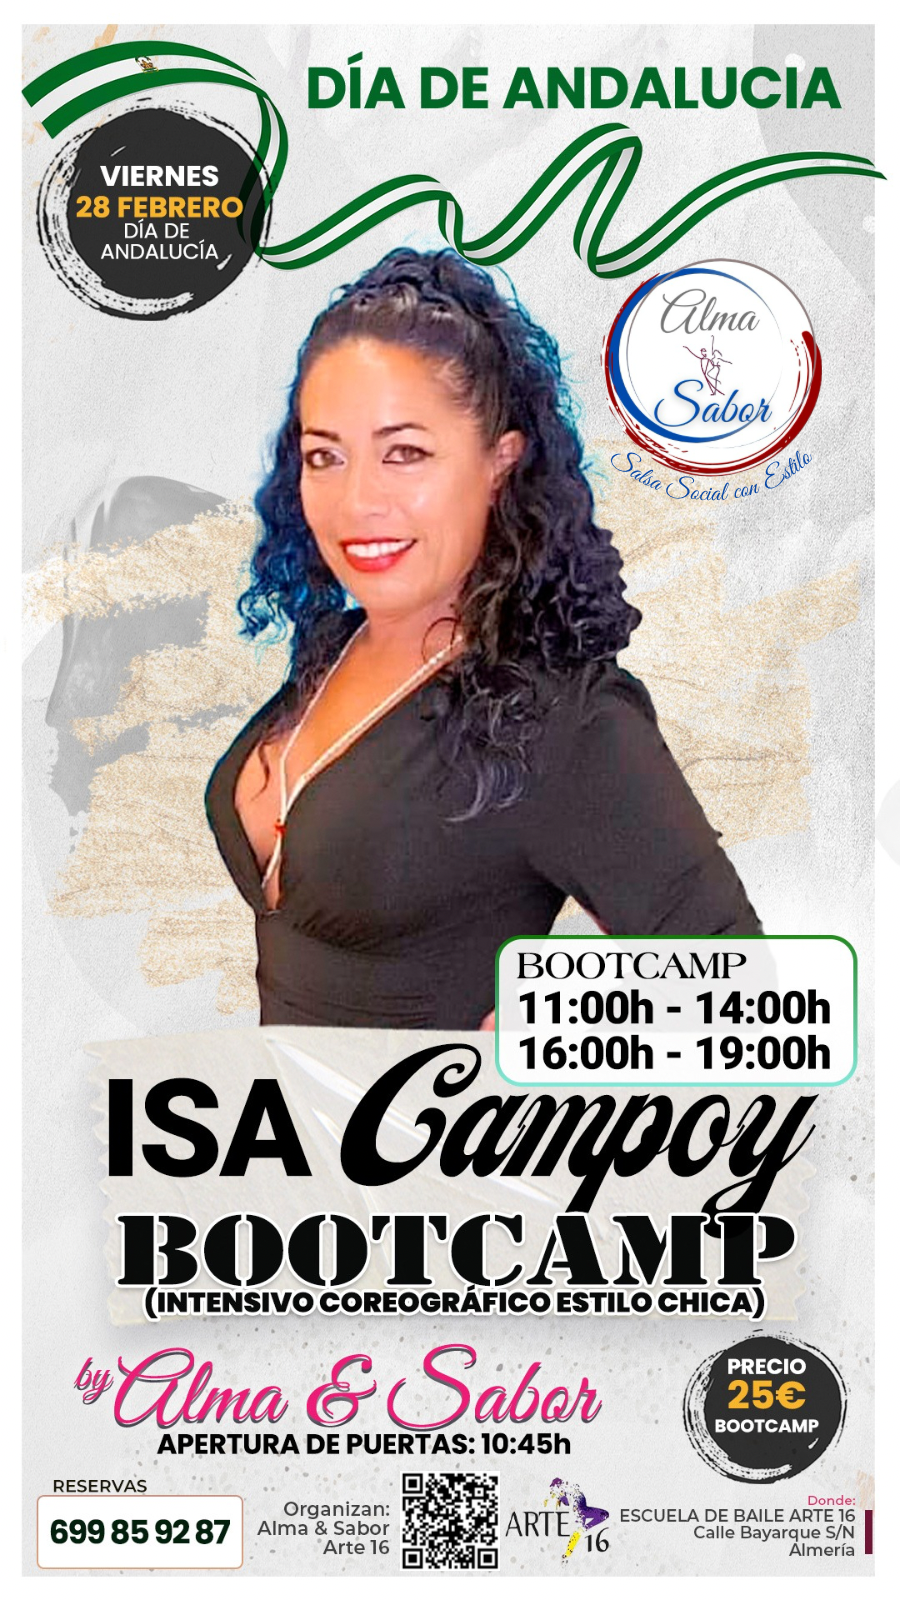 DÍA DE ANDALUCIA
VIERNES
28 FEBRERO
DÍA DE
ANDALUCÍA
Alma
Sabor
Salsa Social con Estilo
BOOTCAMP
11:00h - 14:00h
16:00h - 19:00h
ISA Campoy
BOOTCAMP
(INTENSIVO COREOGRÁFICO ESTILO CHICA)
by Alma & Sabor
APERTURA DE PUERTAS: 10:45h
PRECIO
25€
BOOTCAMP
RESERVAS
699 85 92 87
Organizan:
Alma & Sabor
Arte 16
ARTE 16
Donde:
ESCUELA DE BAILE ARTE 16
Calle Bayarque S/N
Almería